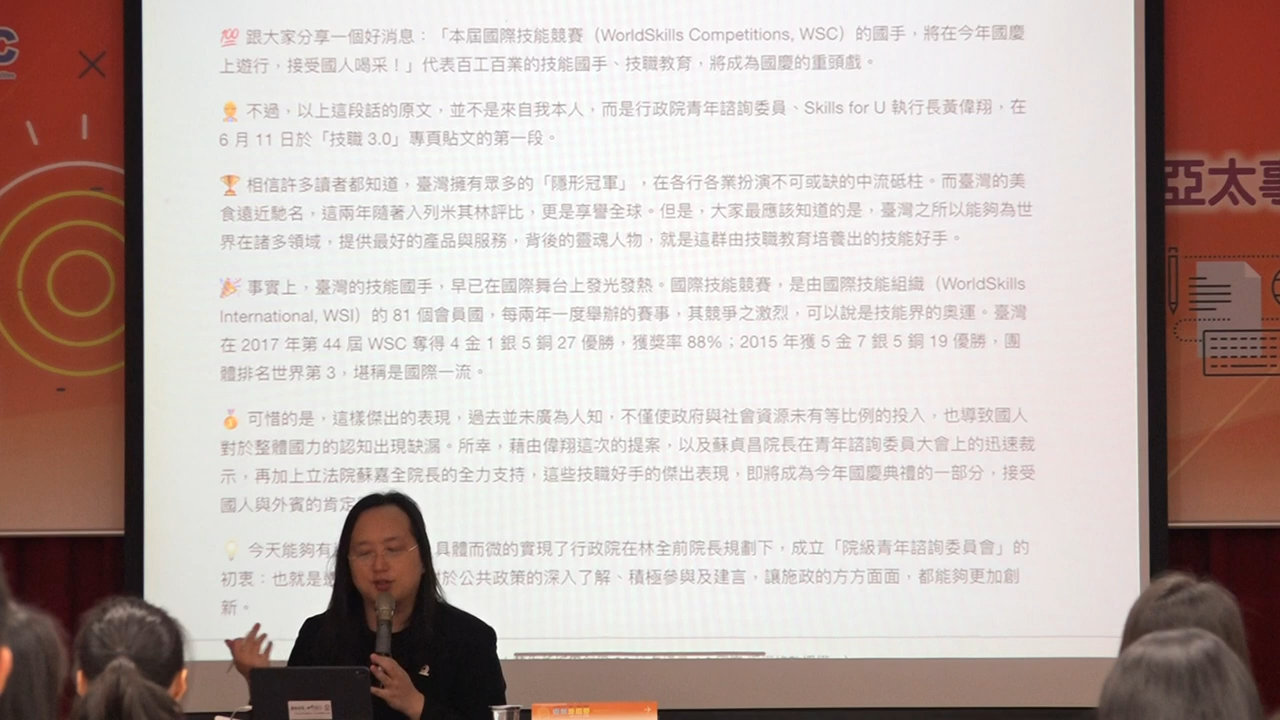 💯 跟大家分享一個好消息：「本屆國際技能競賽（WorldSkills Competitions, WSC）的國手，將在今年國慶
上遊行，接受國人喝采！」代表百工百業的技能國手、技職教育，將成為國慶的重頭戲。
不過，以上這段話的原文，並不是來自我本人，而是行政院青年諮詢委員、Skills for U 執行長黃偉翔，在
6 月 11 日於「技職 3.0」專頁貼文的第一段。
相信許多讀者都知道，臺灣擁有眾多的「隱形冠軍」，在各行各業扮演不可或缺的中流砥柱。而臺灣的美
食遠近馳名，這兩年隨著入列米其林評比，更是享譽全球。但是，大家最應該知道的是，臺灣之所以能夠為世
界在諸多領域，提供最好的產品與服務，背後的靈魂人物，就是這群由技職教育培養出的技能好手。
事實上，臺灣的技能國手，早已在國際舞台上發光發熱。國際技能競賽，是由國際技能組織（WorldSkills
International, WSI）的 81 個會員國，每兩年一度舉辦的賽事，其競爭之激烈，可以說是技能界的奧運。臺灣
在 2017 年第 44 屆 WSC 奪得 4 金 1 銀 5 銅 27 優勝，獲獎率 88%；2015 年獲 5 金 7 銀 5 銅 19 優勝，團
體排名世界第 3，堪稱是國際一流。
可惜的是，這樣傑出的表現，過去並未廣為人知，不僅使政府與社會資源未有等比例的投入，也導致國人
對於整體國力的認知出現缺漏。所幸，藉由偉翔這次的提案，以及蘇貞昌院長在青年諮詢委員大會上的迅速裁
示，再加上立法院蘇嘉全院長的全力支持，這些技職好手的傑出表現，即將成為今年國慶典禮的一部分，接受
國人與外賓的肯定
今天能夠有 具體而微的實現了行政院在林全前院長規劃下，成立「院級青年諮詢委員會」的
初衷：也就是 於公共政策的深入了解、積極參與及建言，讓施政的方方面面，都能夠更加創
新。
C
亞太